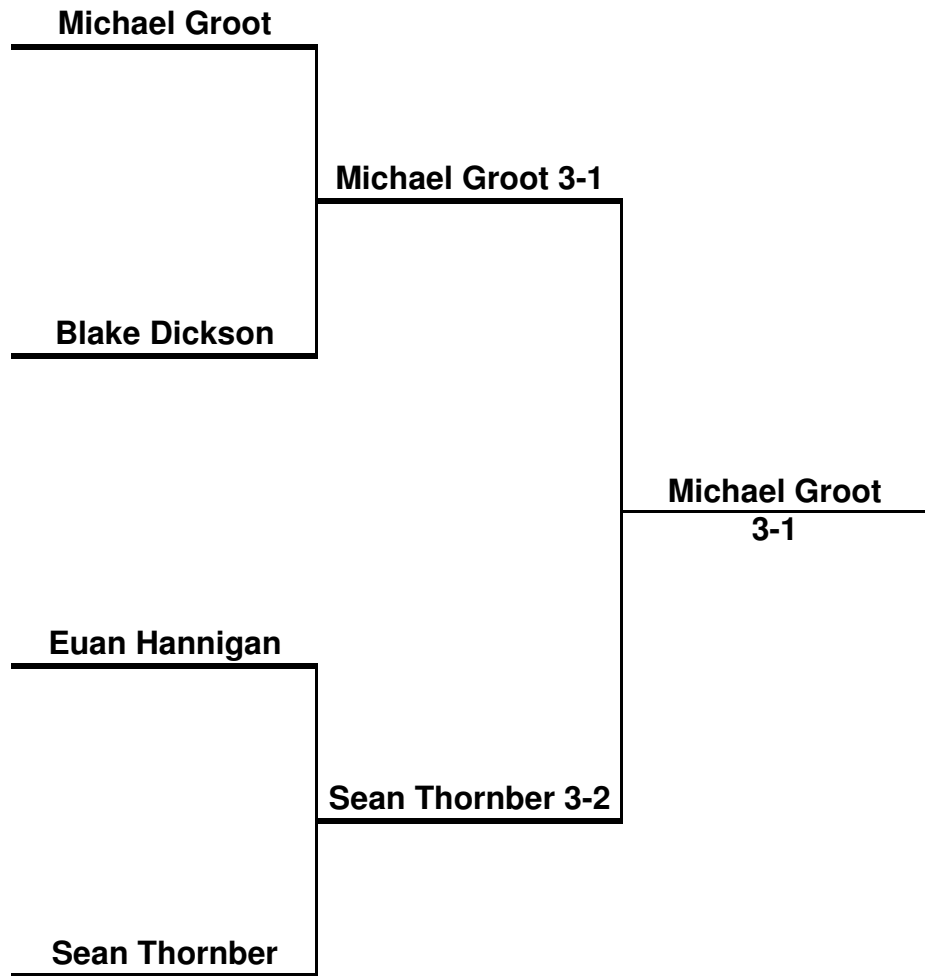 Michael Groot
Michael Groot 3-1
Blake Dickson
Michael Groot
3-1
Euan Hannigan
Sean Thornber 3-2
Sean Thornber